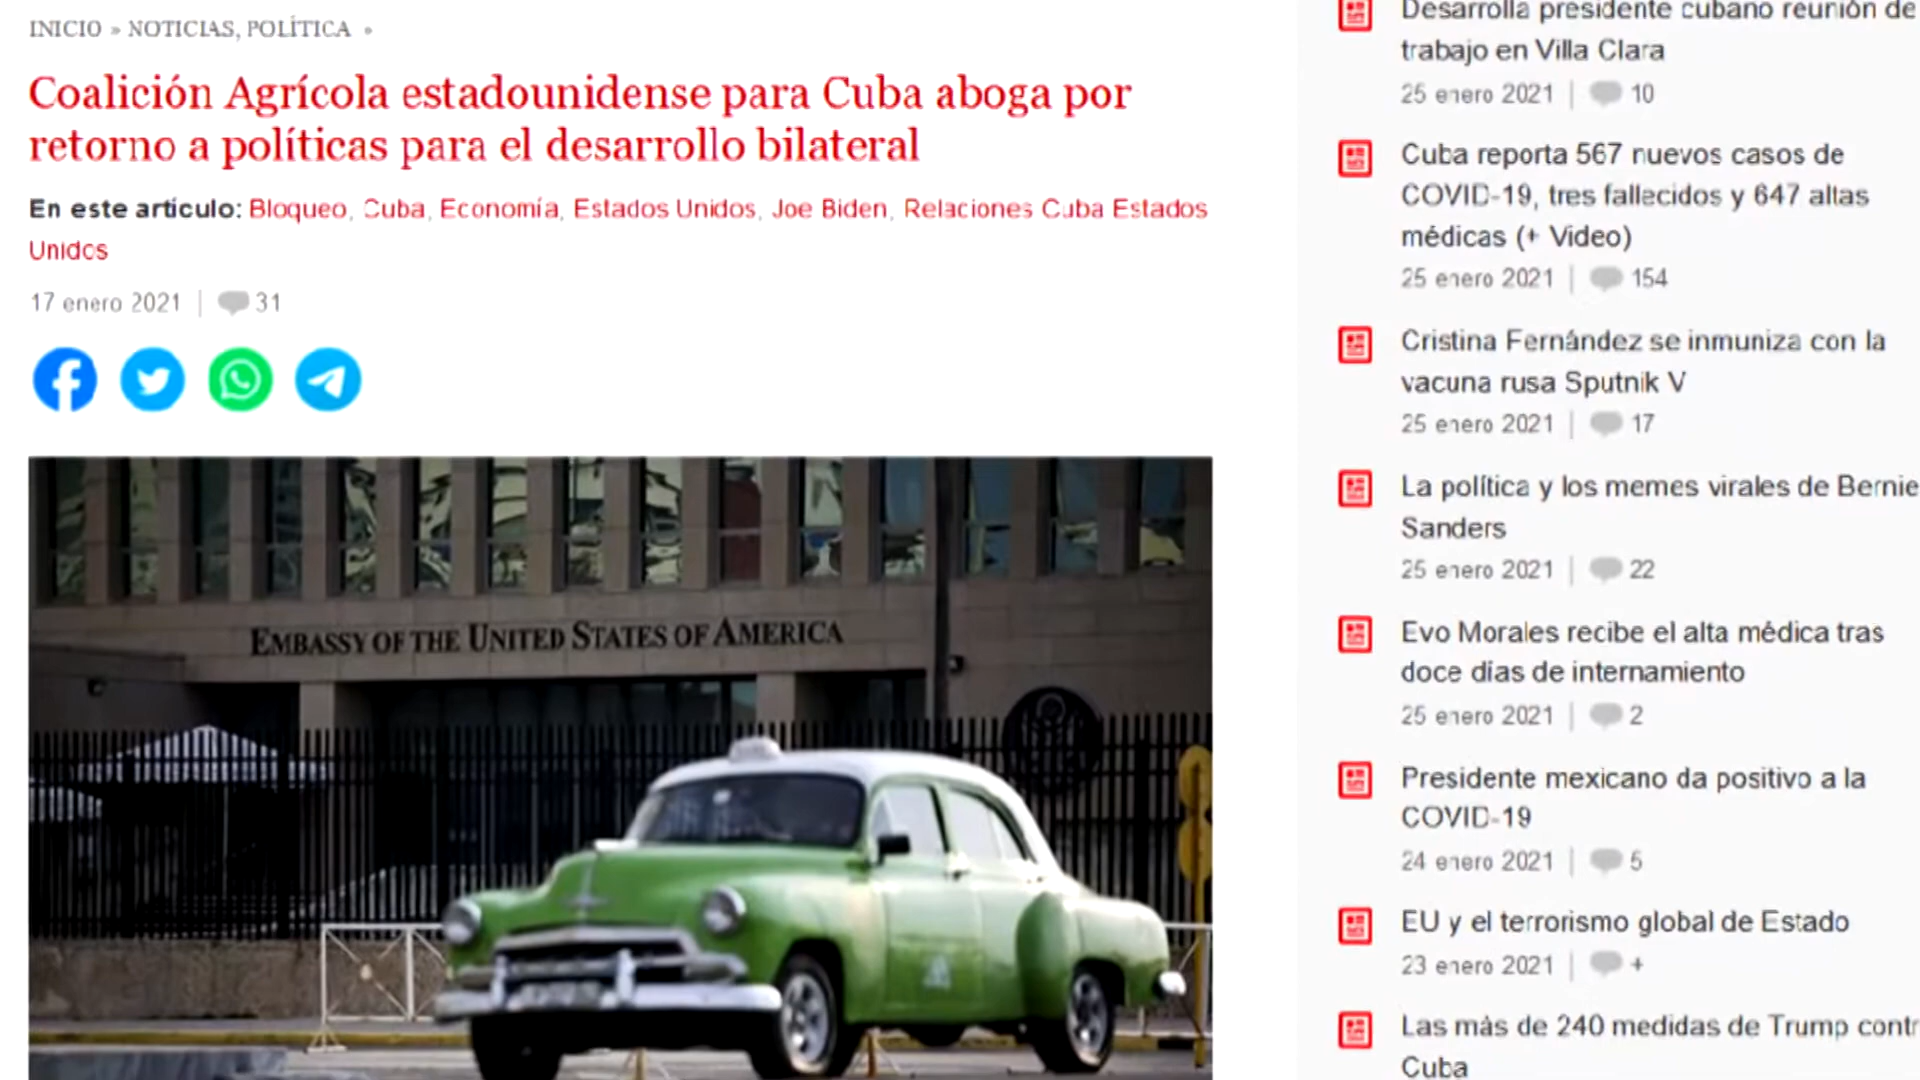 INICIO » NOTICIAS, POLÍTICA »
Coalición Agrícola estadounidense para Cuba aboga por
retorno a políticas para el desarrollo bilateral
En este artículo: Bloqueo, Cuba, Economía, Estados Unidos, Joe Biden, Relaciones Cuba Estados
Unidos
17 enero 2021 | 31
EMBASSY OF THE UNITED STATES OF AMERICA
Desarrolla presidente cubano reunión de
trabajo en Villa Clara
25 enero 2021 | 10
Cuba reporta 567 nuevos casos de
COVID-19, tres fallecidos y 647 altas
médicas (+ Video)
25 enero 2021 | 154
Cristina Fernández se inmuniza con la
vacuna rusa Sputnik V
25 enero 2021 | 17
La política y los memes virales de Bernie
Sanders
25 enero 2021 | 22
Evo Morales recibe el alta médica tras
doce días de internamiento
25 enero 2021 | 2
Presidente mexicano da positivo a la
COVID-19
24 enero 2021 | 5
EU y el terrorismo global de Estado
23 enero 2021 | +
Las más de 240 medidas de Trump contr
Cuba